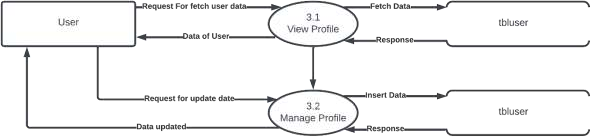 Request For fetch user data
Fetch Data
User
3.1
View Profile
tbluser
Data of User
Response
Request for update date
3.2
Manage Profile
Insert Data
tbluser
Data updated
Response